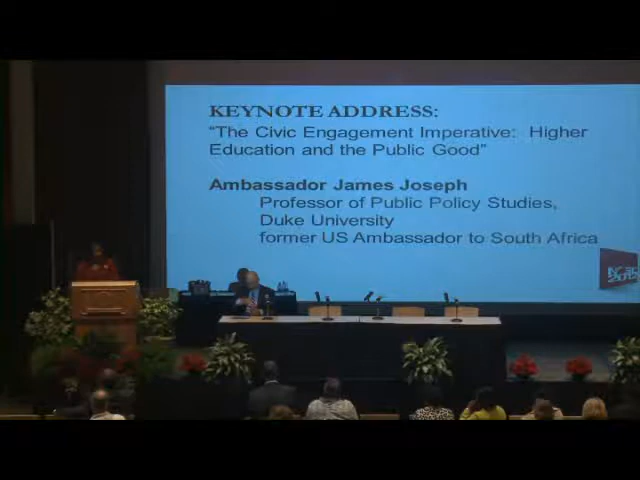 KEYNOTE ADDRESS:
"The Civic Engagement Imperative: Higher
Education and the Public Good"
Ambassador James Joseph
Professor of Public Policy Studies,
Duke University
former US Ambassador to South Africa